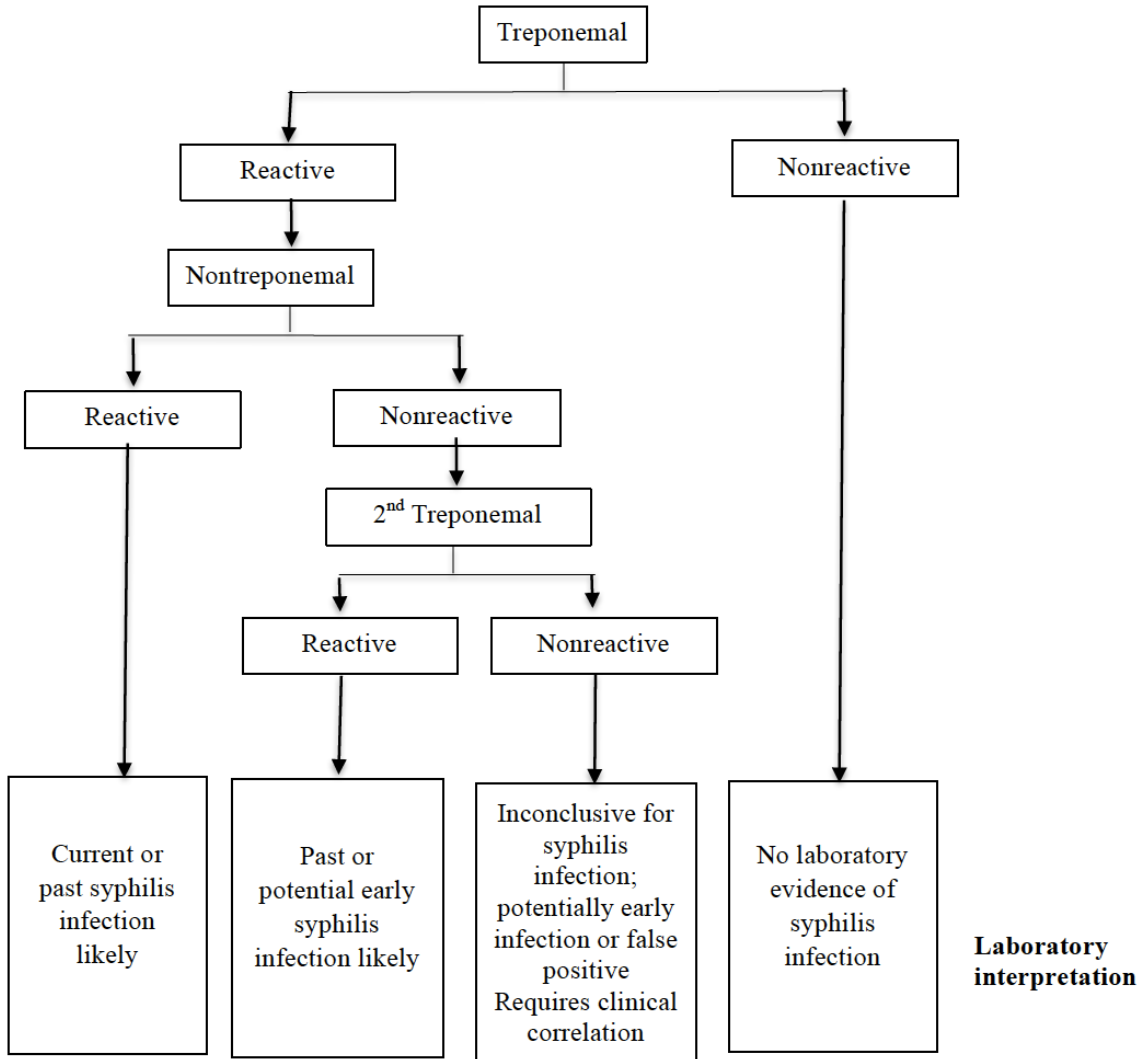 Treponemal
Reactive
Nonreactive
Nontreponemal
Reactive
Nonreactive
2nd Treponemal
Reactive
Nonreactive
Current or
past syphilis
infection
likely
Past or
potential early
syphilis
infection likely
Inconclusive for
syphilis
infection;
potentially early
infection or false
positive
Requires clinical
correlation
No laboratory
evidence of
syphilis
infection
Laboratory
interpretation